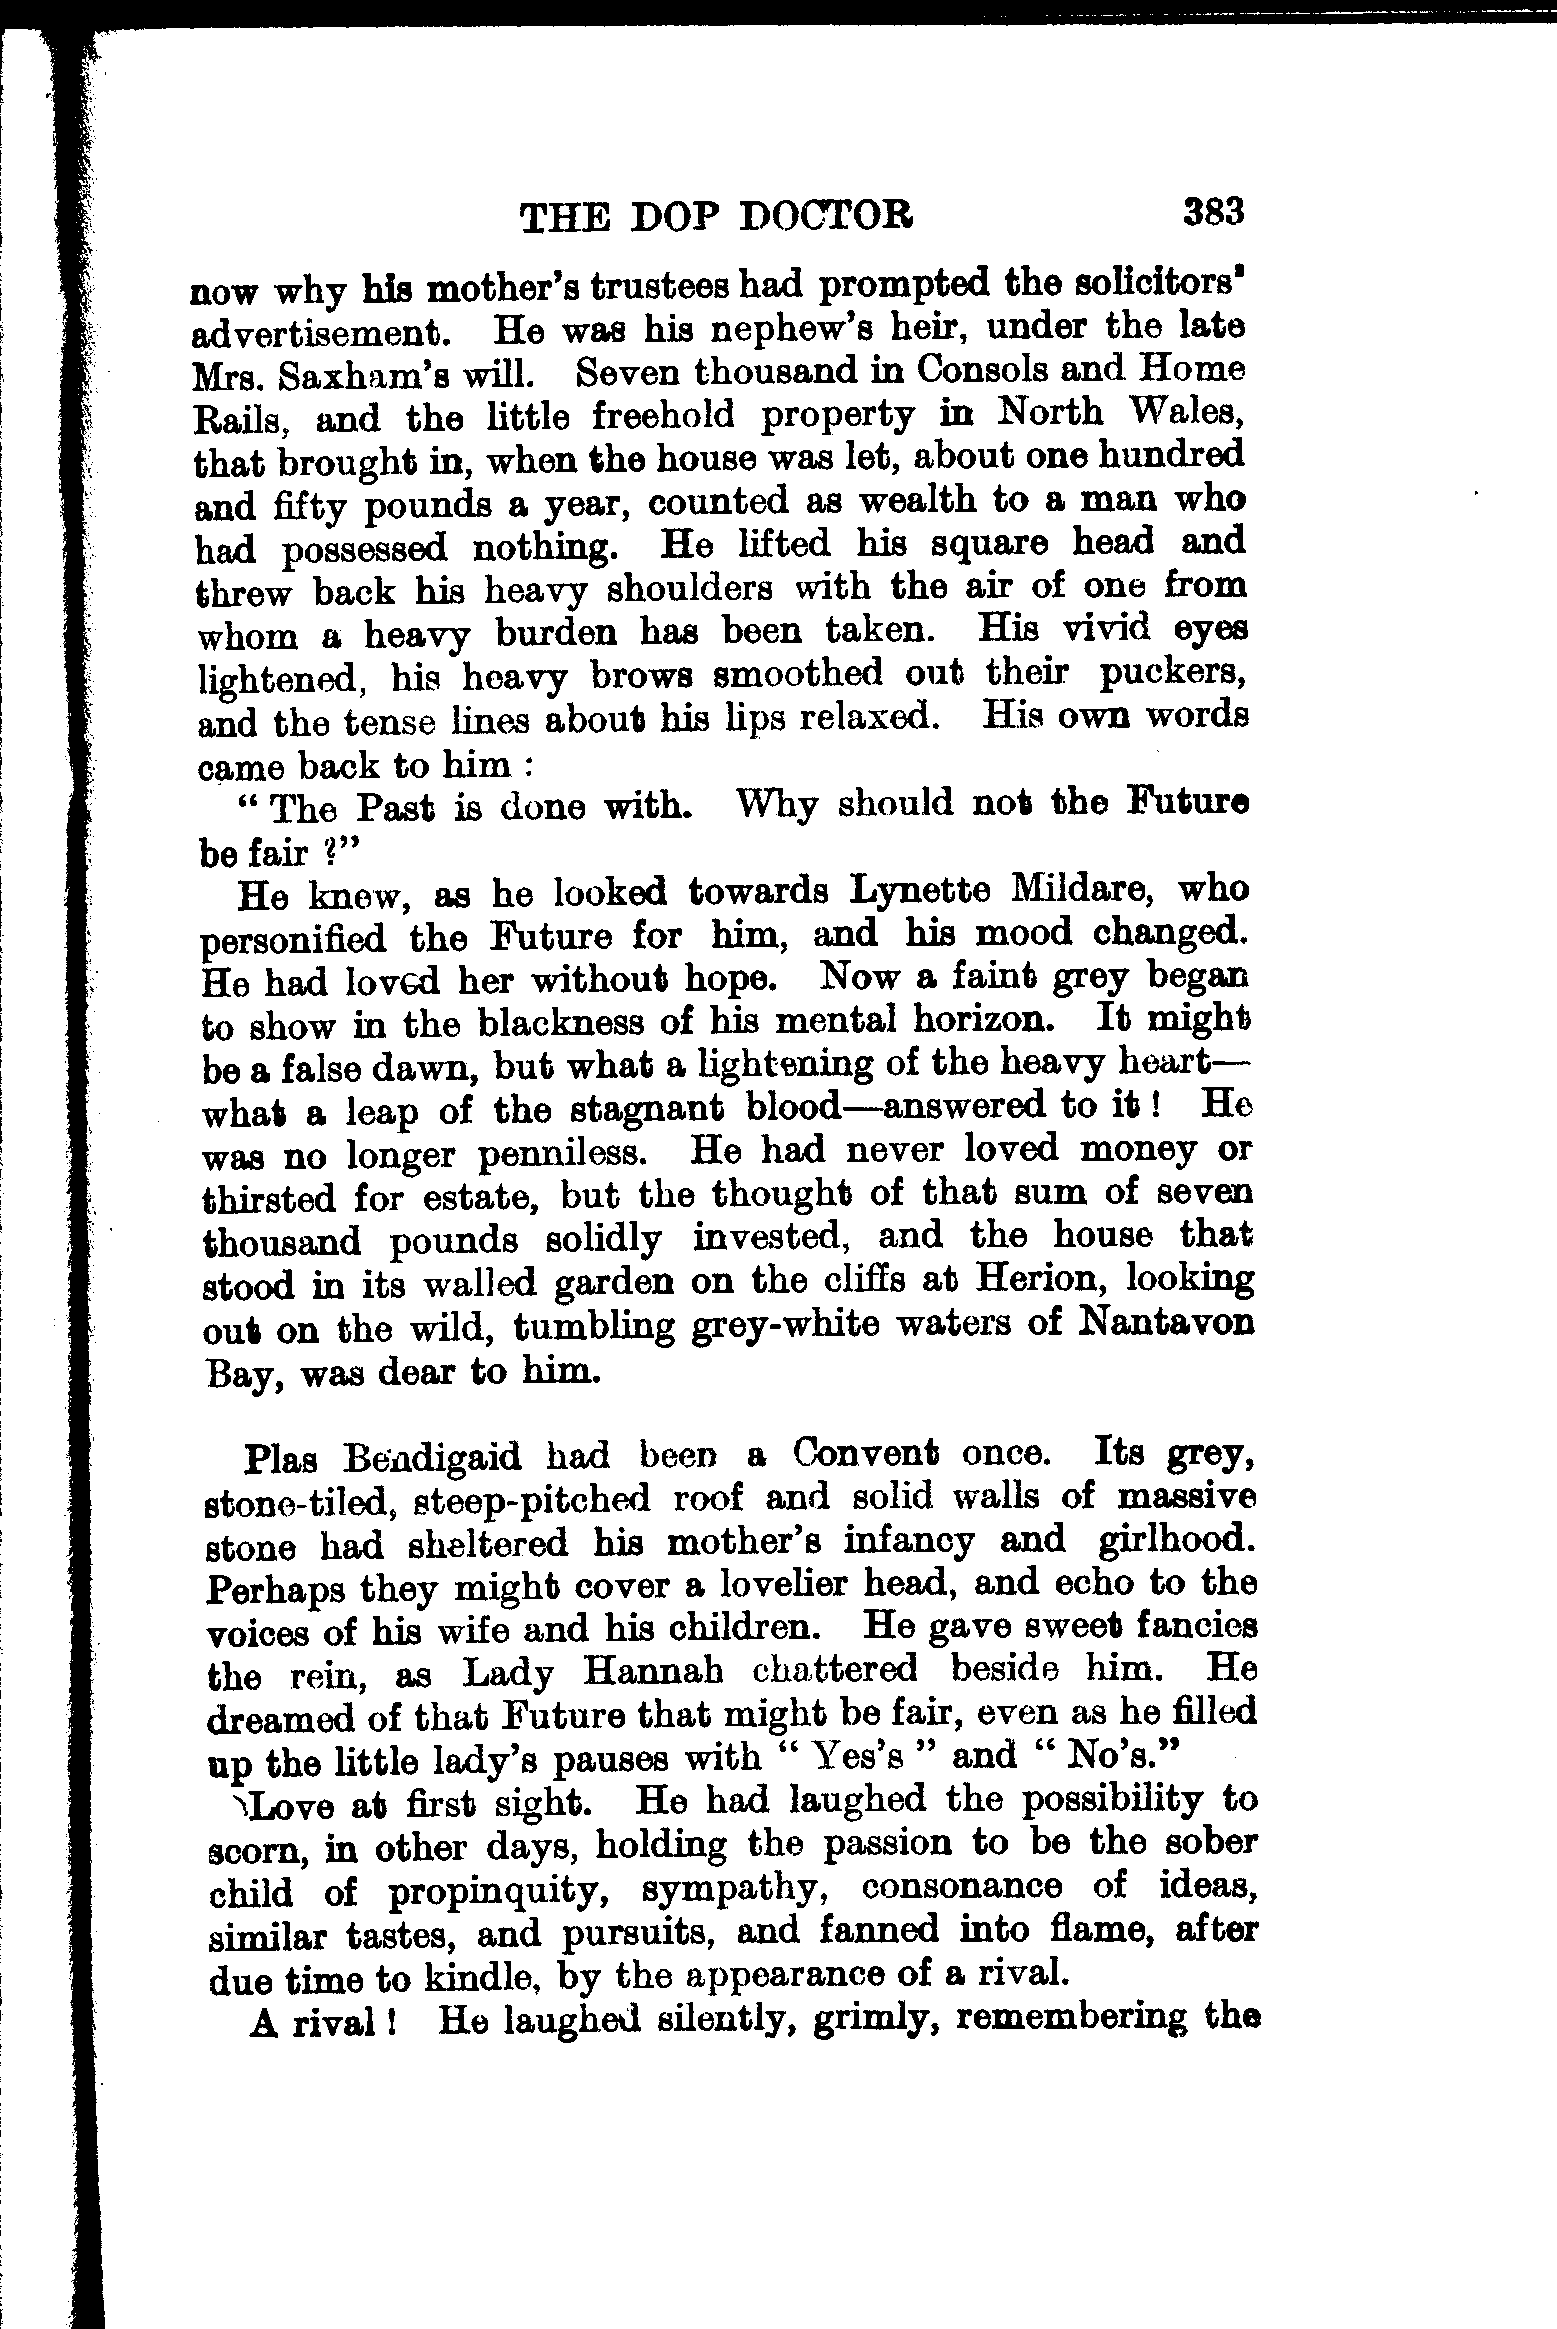 THE DOP DOCTOR 383
now why his mother's trustees had prompted the solicitors'
advertisement. He was his nephew's heir, under the late
Mrs. Saxham's will. Seven thousand in Consols and Home
Rails, and the little freehold property in North Wales,
that brought in, when the house was let, about one hundred
and fifty pounds a year, counted as wealth to a man who
had possessed nothing. He lifted his square head and
threw back his heavy shoulders with the air of one from
whom a heavy burden has been taken. His vivid eyes
lightened, his heavy brows smoothed out their puckers,
and the tense lines about his lips relaxed. His own words
came back to him :
" The Past is done with. Why should not the Future
be fair ?"
He knew, as he looked towards Lynette Mildare, who
personified the Future for him, and his mood changed.
He had loved her without hope. Now a faint grey began
to show in the blackness of his mental horizon. It might
be a false dawn, but what a lightening of the heavy heart—
what a leap of the stagnant blood—answered to it ! He
was no longer penniless. He had never loved money or
thirsted for estate, but the thought of that sum of seven
thousand pounds solidly invested, and the house that
stood in its walled garden on the cliffs at Herion, looking
out on the wild, tumbling grey-white waters of Nantavon
Bay, was dear to him.
Plas Bendigaid had been a Convent once. Its grey,
stone-tiled, steep-pitched roof and solid walls of massive
stone had sheltered his mother's infancy and girlhood.
Perhaps they might cover a lovelier head, and echo to the
voices of his wife and his children. He gave sweet fancies
the rein, as Lady Hannah chattered beside him. He
dreamed of that Future that might be fair, even as he filled
up the little lady's pauses with " Yes's " and " No's."
Love at first sight. He had laughed the possibility to
scorn, in other days, holding the passion to be the sober
child of propinquity, sympathy, consonance of ideas,
similar tastes, and pursuits, and fanned into flame, after
due time to kindle, by the appearance of a rival.
A rival ! He laughed silently, grimly, remembering the